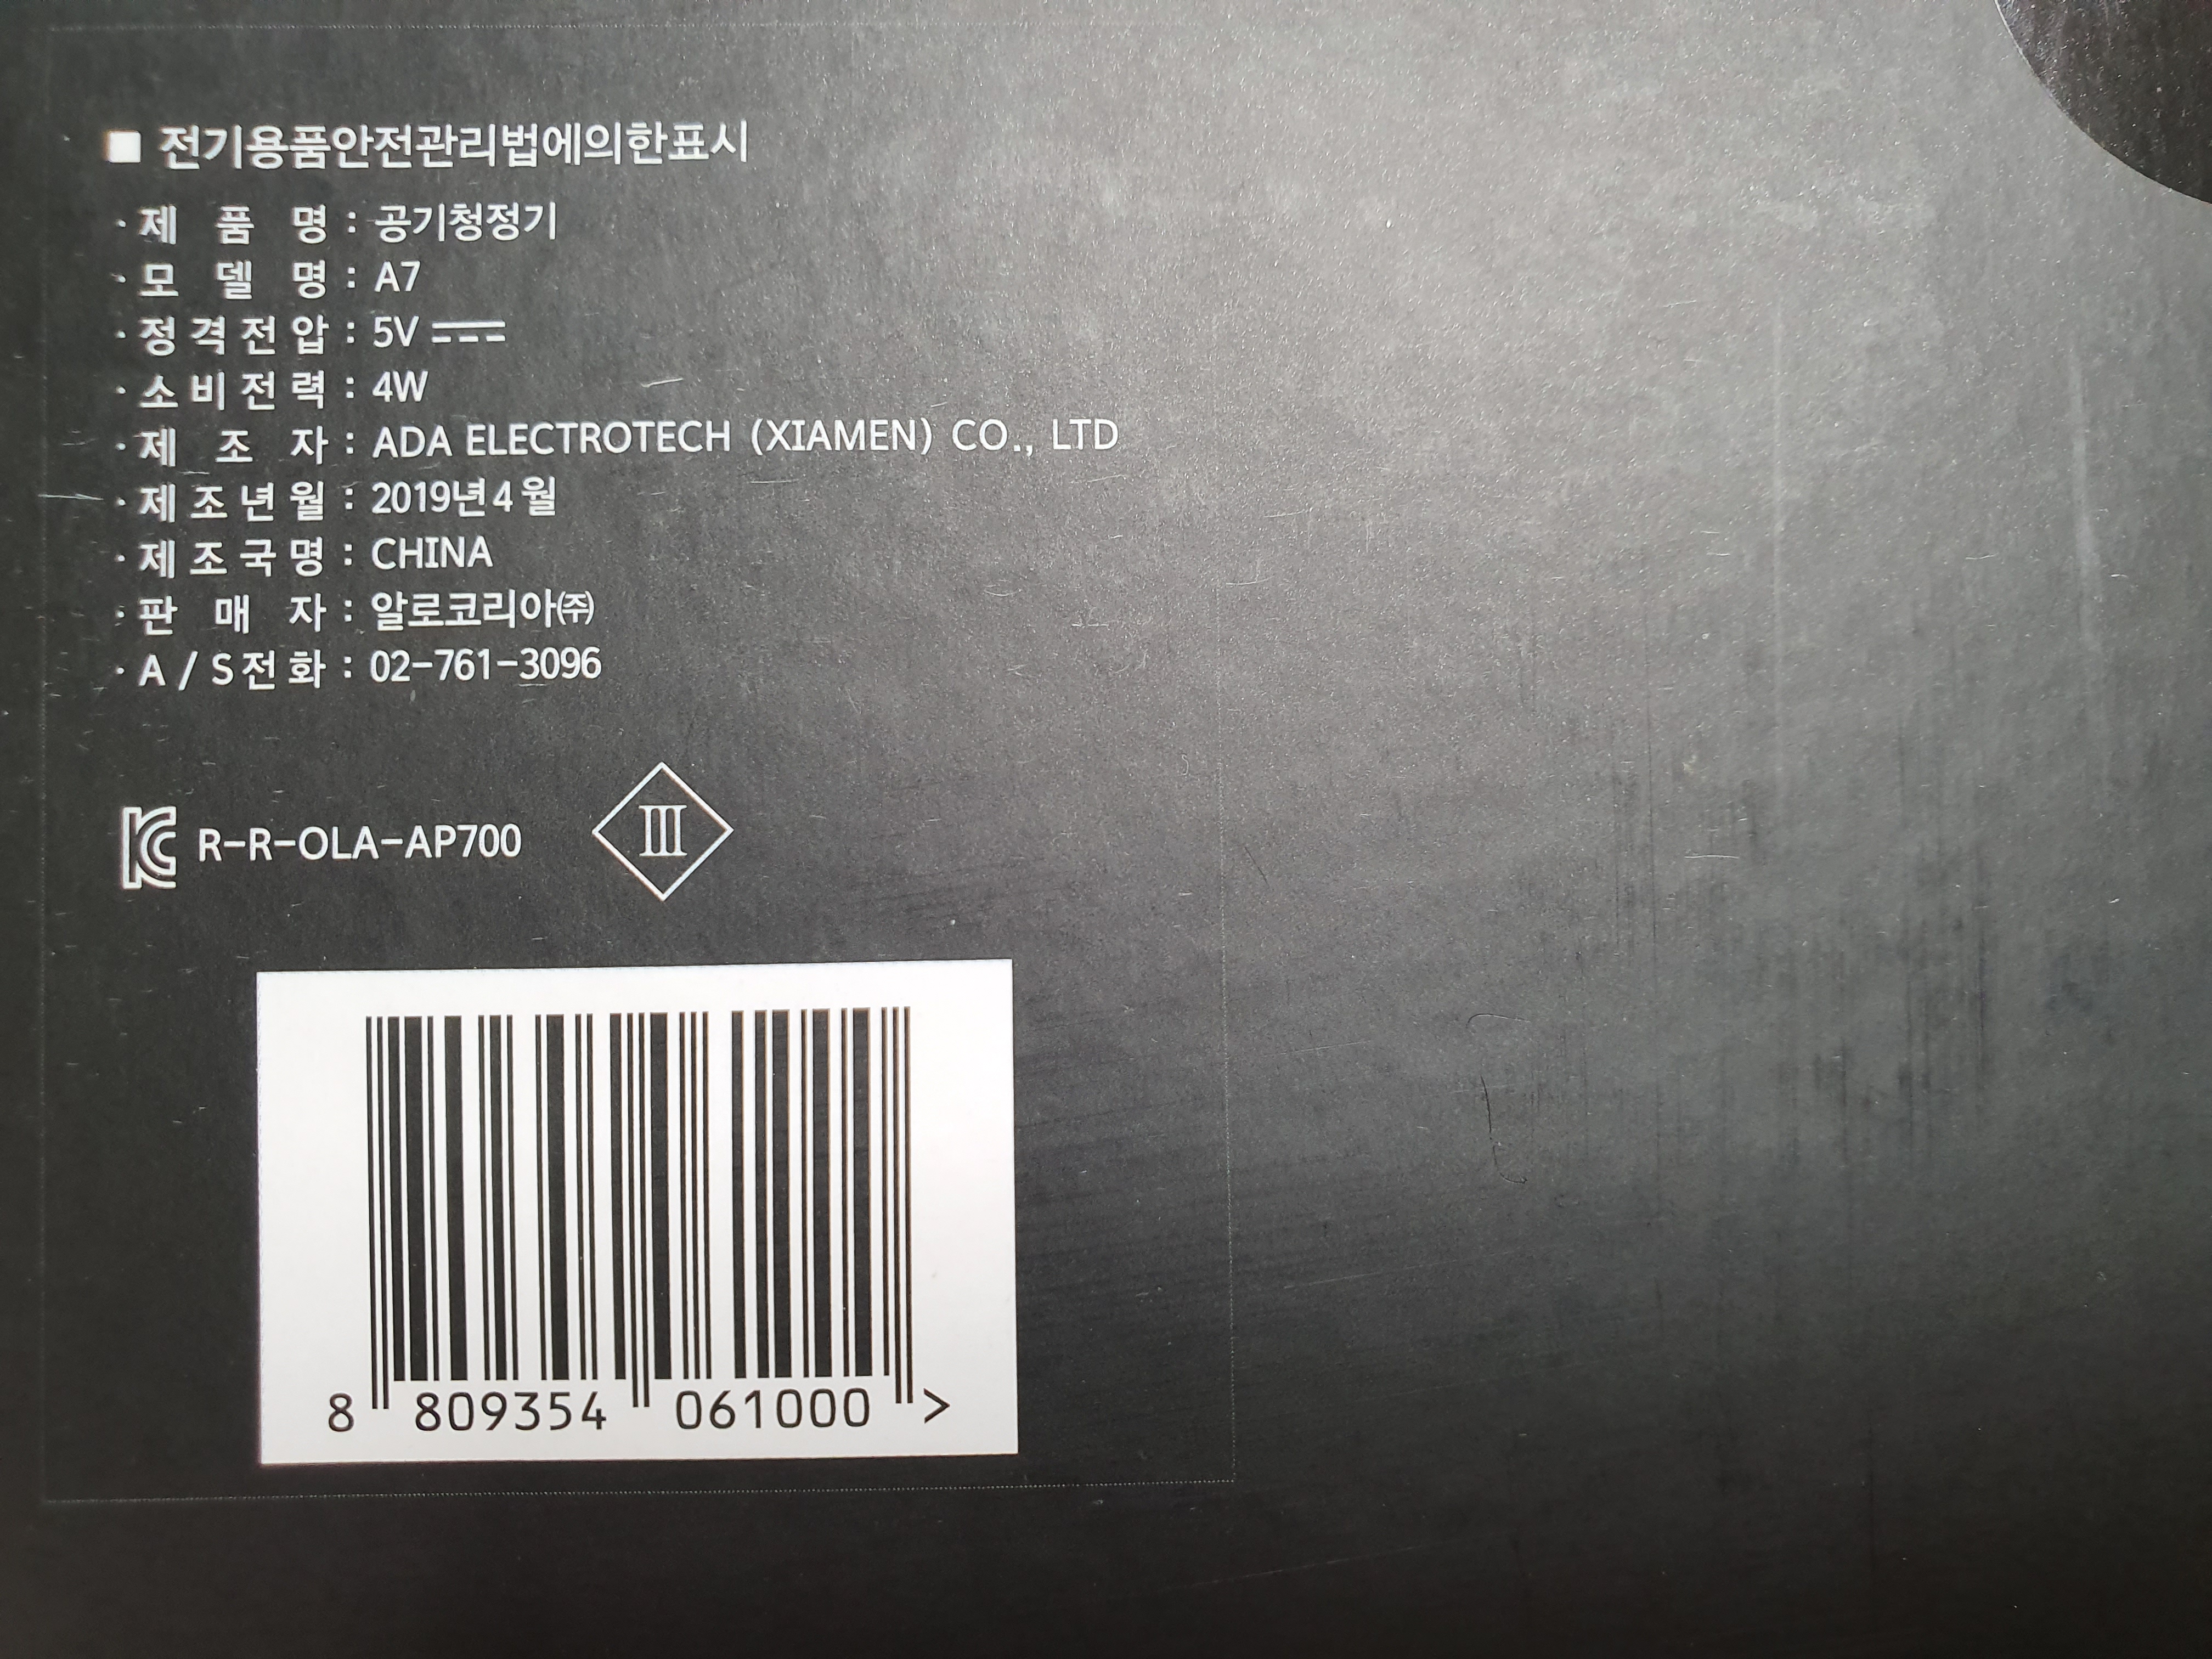 ■ 전기용품안전관리법에의한표시
· 제 품 명 : 공기청정기
· 모 델 명 : A7
· 정격전압 : 5V ⎓
· 소비전력 : 4W
· 제 조 자 : ADA ELECTROTECH (XIAMEN) CO., LTD
· 제조년월 : 2019년4월
· 제조국명 : CHINA
· 판 매 자 : 알로코리아㈜
· A/S전화 : 02-761-3096
KC R-R-OLA-AP700 III
8 809354 061000 >